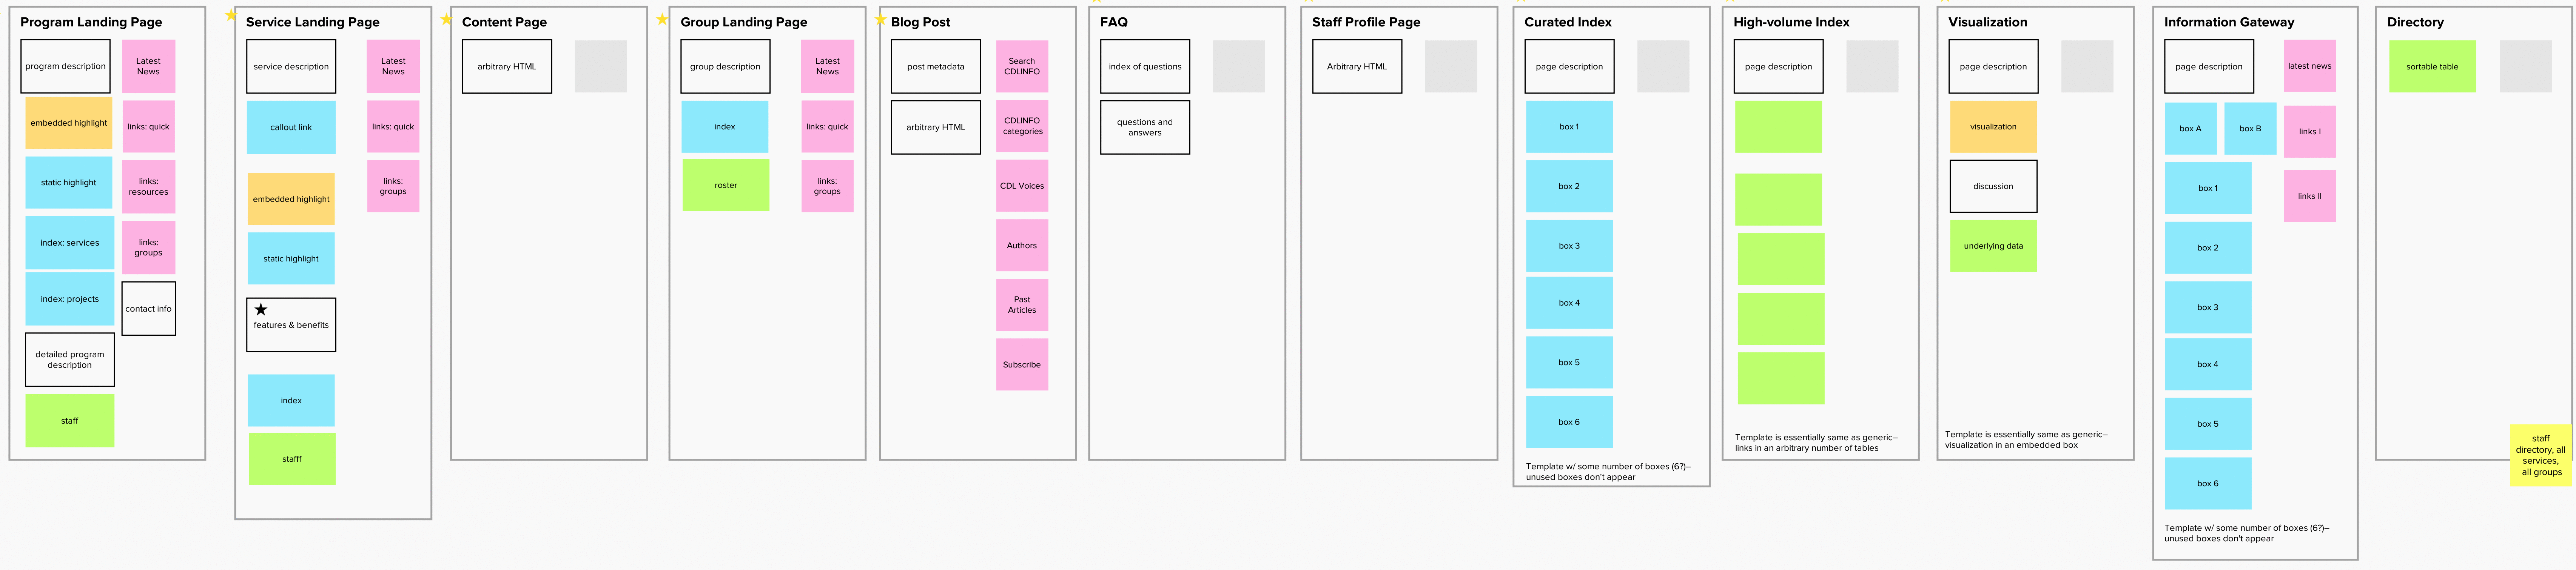 Program Landing Page
program description
Latest
News
embedded highlight
links: quick
static highlight
links:
resources
index: services
links:
groups
index: projects
contact info
detailed program
description
staff
Service Landing Page
service description
Latest
News
callout link
links: quick
embedded highlight
links:
groups
static highlight
features & benefits
index
stafff
Content Page
arbitrary HTML
Group Landing Page
group description
Latest
News
index
links: quick
roster
links:
groups
Blog Post
post metadata
Search
CDLINFO
arbitrary HTML
CDLINFO
categories
CDL Voices
Authors
Past
Articles
Subscribe
FAQ
index of questions
questions and
answers
Staff Profile Page
Arbitrary HTML
Curated Index
page description
box 1
box 2
box 3
box 4
box 5
box 6
Template w/ some number of boxes (6?)–
unused boxes don't appear
High-volume Index
page description
Template is essentially same as generic–
links in an arbitrary number of tables
Visualization
page description
visualization
discussion
underlying data
Template is essentially same as generic–
visualization in an embedded box
Information Gateway
page description
latest news
box A
box B
links I
box 1
links II
box 2
box 3
box 4
box 5
box 6
Template w/ some number of boxes (6?)–
unused boxes don't appear
Directory
sortable table
staff
directory, all
services,
all groups